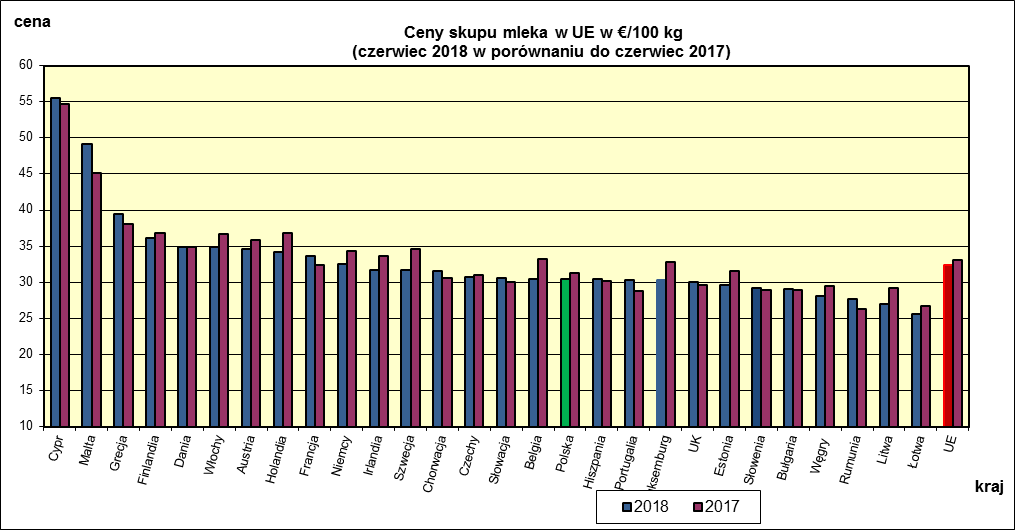 cena
Ceny skupu mleka w UE w €/100 kg
(czerwiec 2018 w porównaniu do czerwiec 2017)
60
55
50
45
40
35
30
25
20
15
10
Cypr
Malta
Grecja
Finlandia
Dania
Włochy
Austria
Holandia
Francja
Niemcy
Irlandia
Szwecja
Chorwacja
Czechy
Słowacja
Belgia
Polska
Hiszpania
Portugalia
eksemburg
UK
Estonia
Słowenia
Bułgaria
Węgry
Rumunia
Litwa
Łotwa
UE
kraj
2018
2017